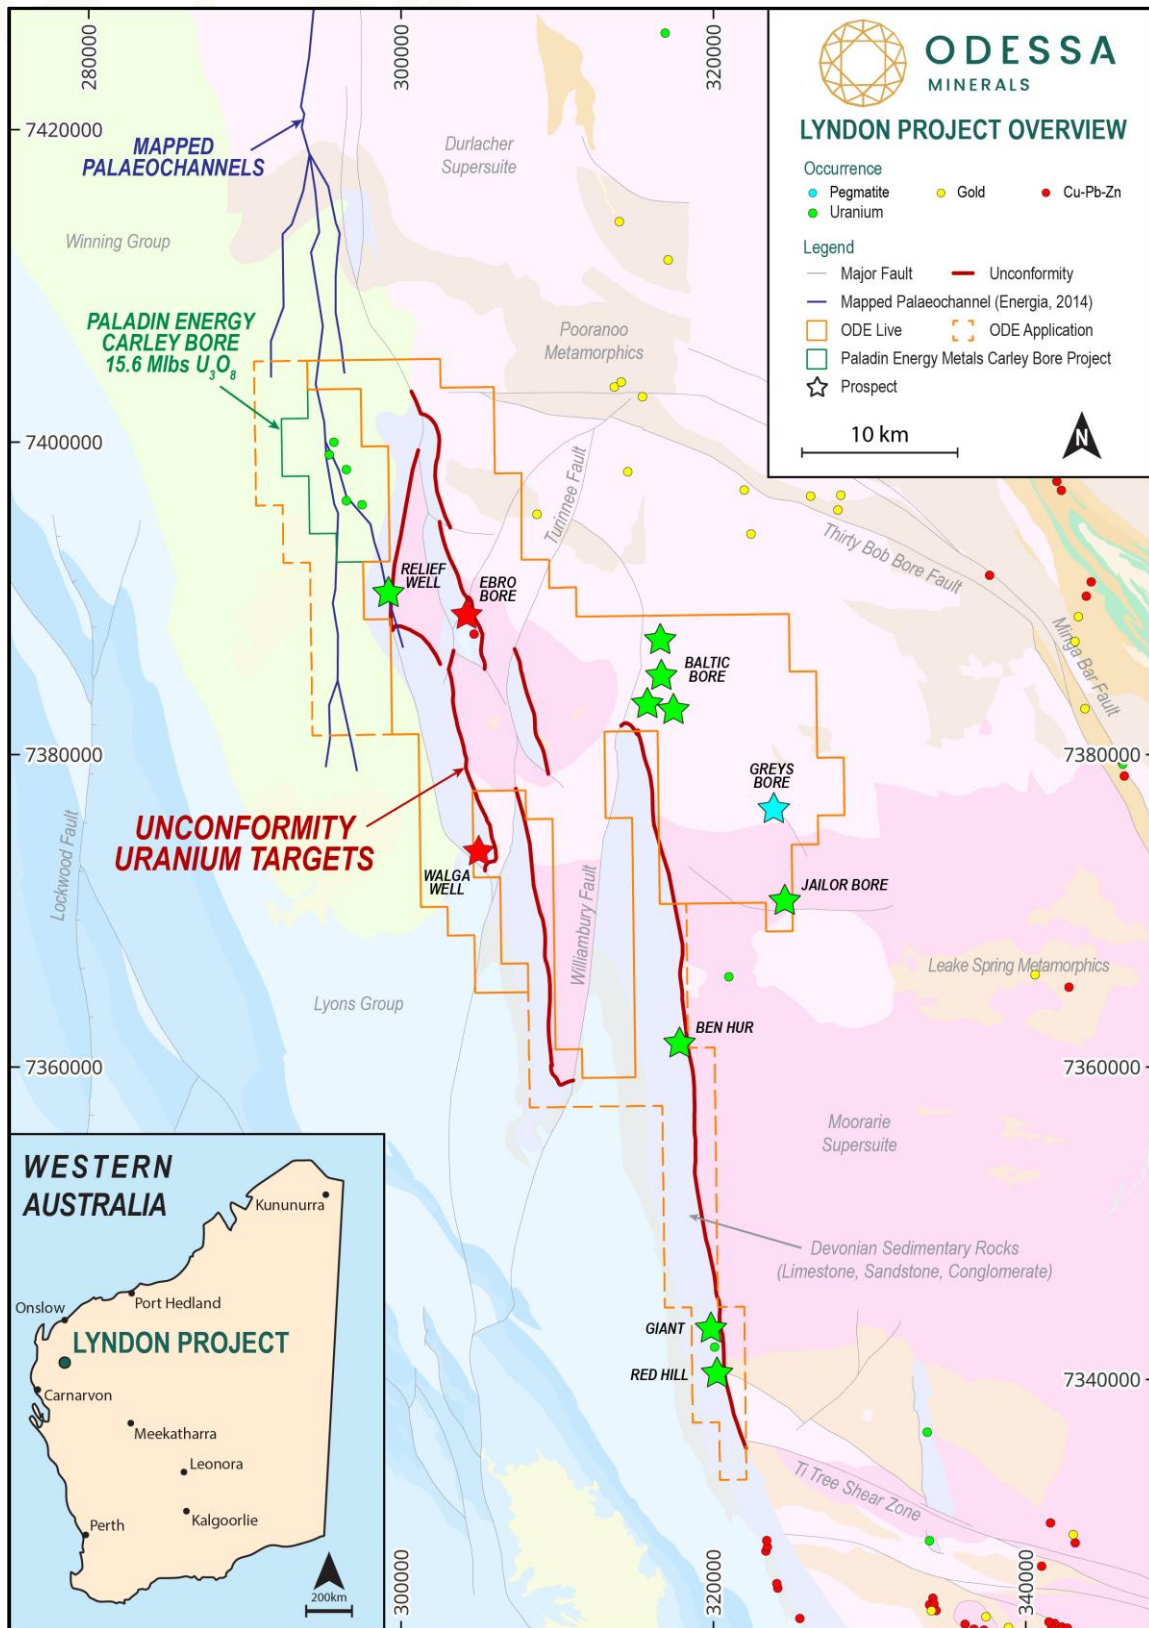 280000
300000
320000
ODESSA
MINERALS
LYNDON PROJECT OVERVIEW
Occurrence
Pegmatite
Gold
Cu-Pb-Zn
Uranium
Legend
Major Fault
Unconformity
Mapped Palaeochannel (Energia, 2014)
ODE Live
ODE Application
Paladin Energy Metals Carley Bore Project
Prospect
10 km
N
7420000
MAPPED
PALAEOCHANNELS
Durlacher
Supersuite
Winning Group
PALADIN ENERGY
CARLEY BORE
15.6 Mlbs U₃O₈
Pooranoo
Metamorphics
7400000
Turinnee Fault
Thirty Bob Bore Fault
Minga Bar Fault
RELIEF
WELL
EBRO
BORE
BALTIC
BORE
7380000
7380000
GREYS
BORE
UNCONFORMITY
URANIUM TARGETS
WALGA
WELL
JAILOR BORE
Lockwood Fault
Williambury Fault
Leake Spring Metamorphics
Lyons Group
BEN HUR
7360000
7360000
Moorarie
Supersuite
Devonian Sedimentary Rocks
(Limestone, Sandstone, Conglomerate)
GIANT
RED HILL
7340000
Ti Tree Shear Zone
WESTERN
AUSTRALIA
Kununurra
Port Hedland
Onslow
LYNDON PROJECT
Carnarvon
Meekatharra
Leonora
Kalgoorlie
Perth
200km
300000
320000
340000